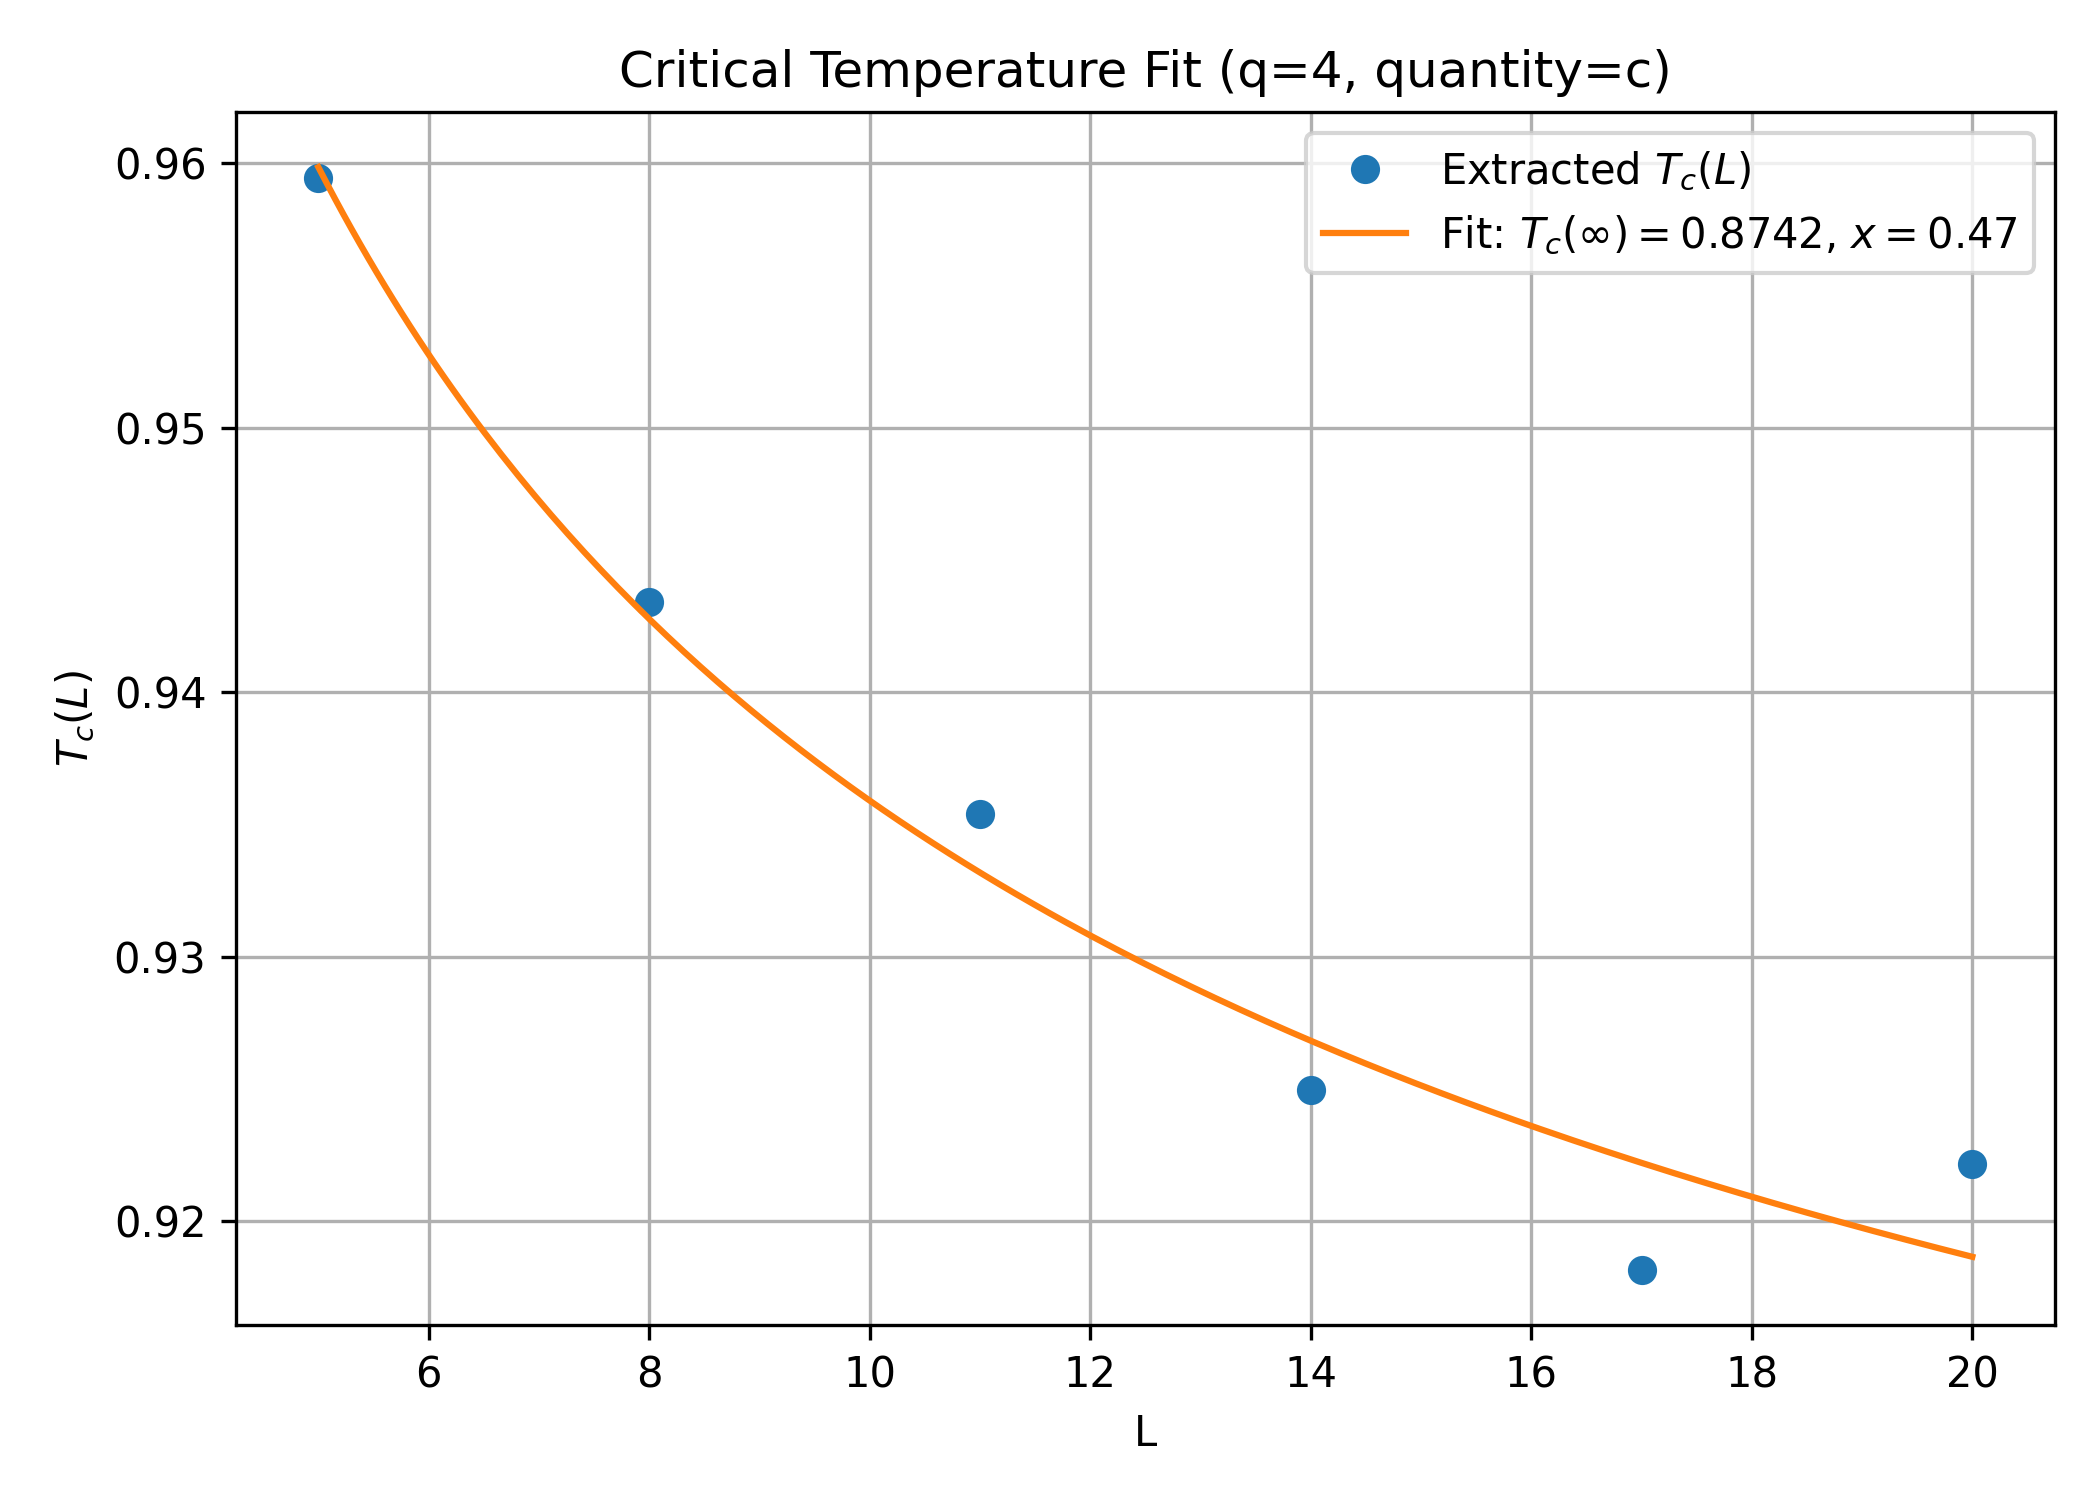 Critical Temperature Fit (q=4, quantity=c)
Extracted T_c(L)
Fit: T_c(∞) = 0.8742, x = 0.47
T_c(L)
0.96
0.95
0.94
0.93
0.92
6 8 10 12 14 16 18 20
L